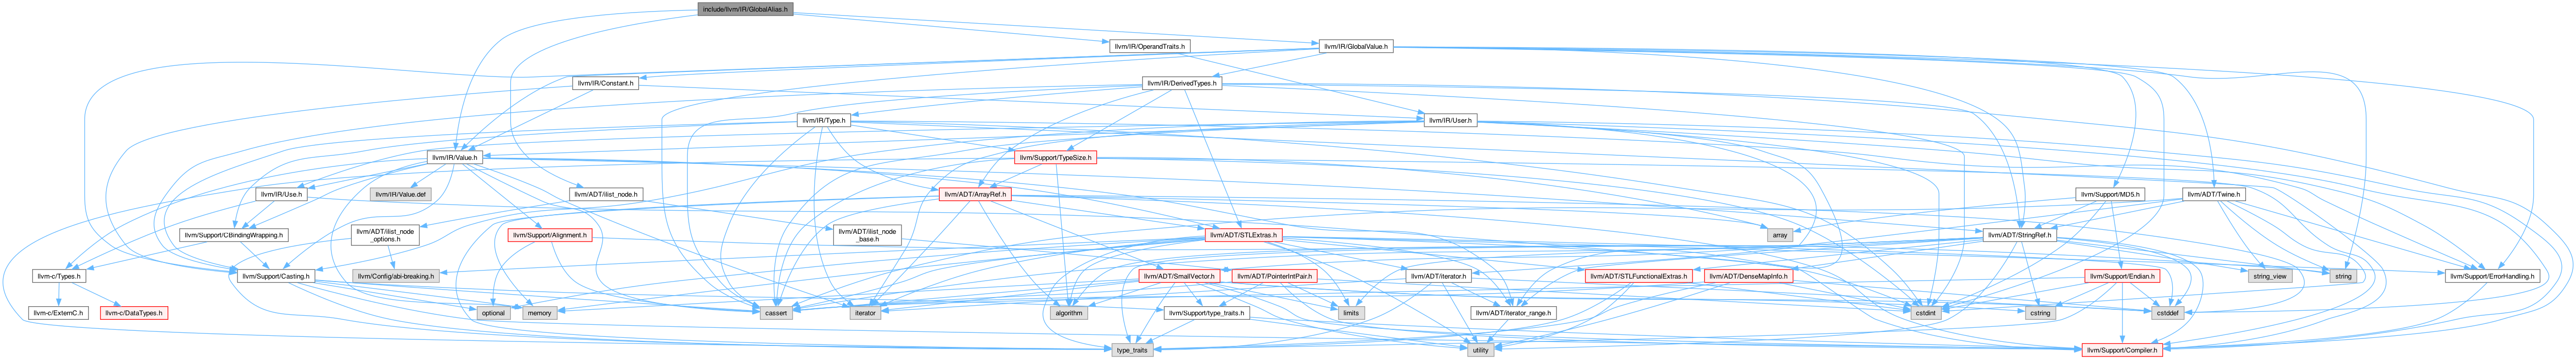 include/llvm/IR/GlobalAlias.h
llvm/IR/OperandTraits.h
llvm/IR/GlobalValue.h
llvm/IR/Constant.h
llvm/IR/DerivedTypes.h
llvm/IR/Type.h
llvm/IR/User.h
llvm/IR/Value.h
llvm/Support/TypeSize.h
llvm/IR/Use.h
llvm/IR/Value.def
llvm/ADT/ilist_node.h
llvm/ADT/ArrayRef.h
llvm/Support/MD5.h
llvm/ADT/Twine.h
llvm/Support/CBindingWrapping.h
llvm/ADT/ilist_node
_options.h
llvm/Support/Alignment.h
llvm/ADT/ilist_node
_base.h
llvm/ADT/STLExtras.h
array
llvm/ADT/StringRef.h
llvm-c/Types.h
llvm/Support/Casting.h
llvm/Config/abi-breaking.h
llvm/ADT/SmallVector.h
llvm/ADT/PointerIntPair.h
llvm/ADT/iterator.h
llvm/ADT/STLFunctionalExtras.h
llvm/ADT/DenseMapInfo.h
llvm/Support/Endian.h
string_view
string
llvm/Support/ErrorHandling.h
llvm-c/ExternC.h
llvm-c/DataTypes.h
optional
memory
cassert
iterator
algorithm
llvm/Support/type_traits.h
limits
llvm/ADT/iterator_range.h
cstdint
cstring
cstddef
type_traits
utility
llvm/Support/Compiler.h